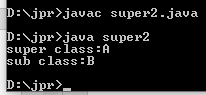 D:\jpr>javac super2.java
D:\jpr>java super2
super class:A
sub class:B
D:\jpr>_